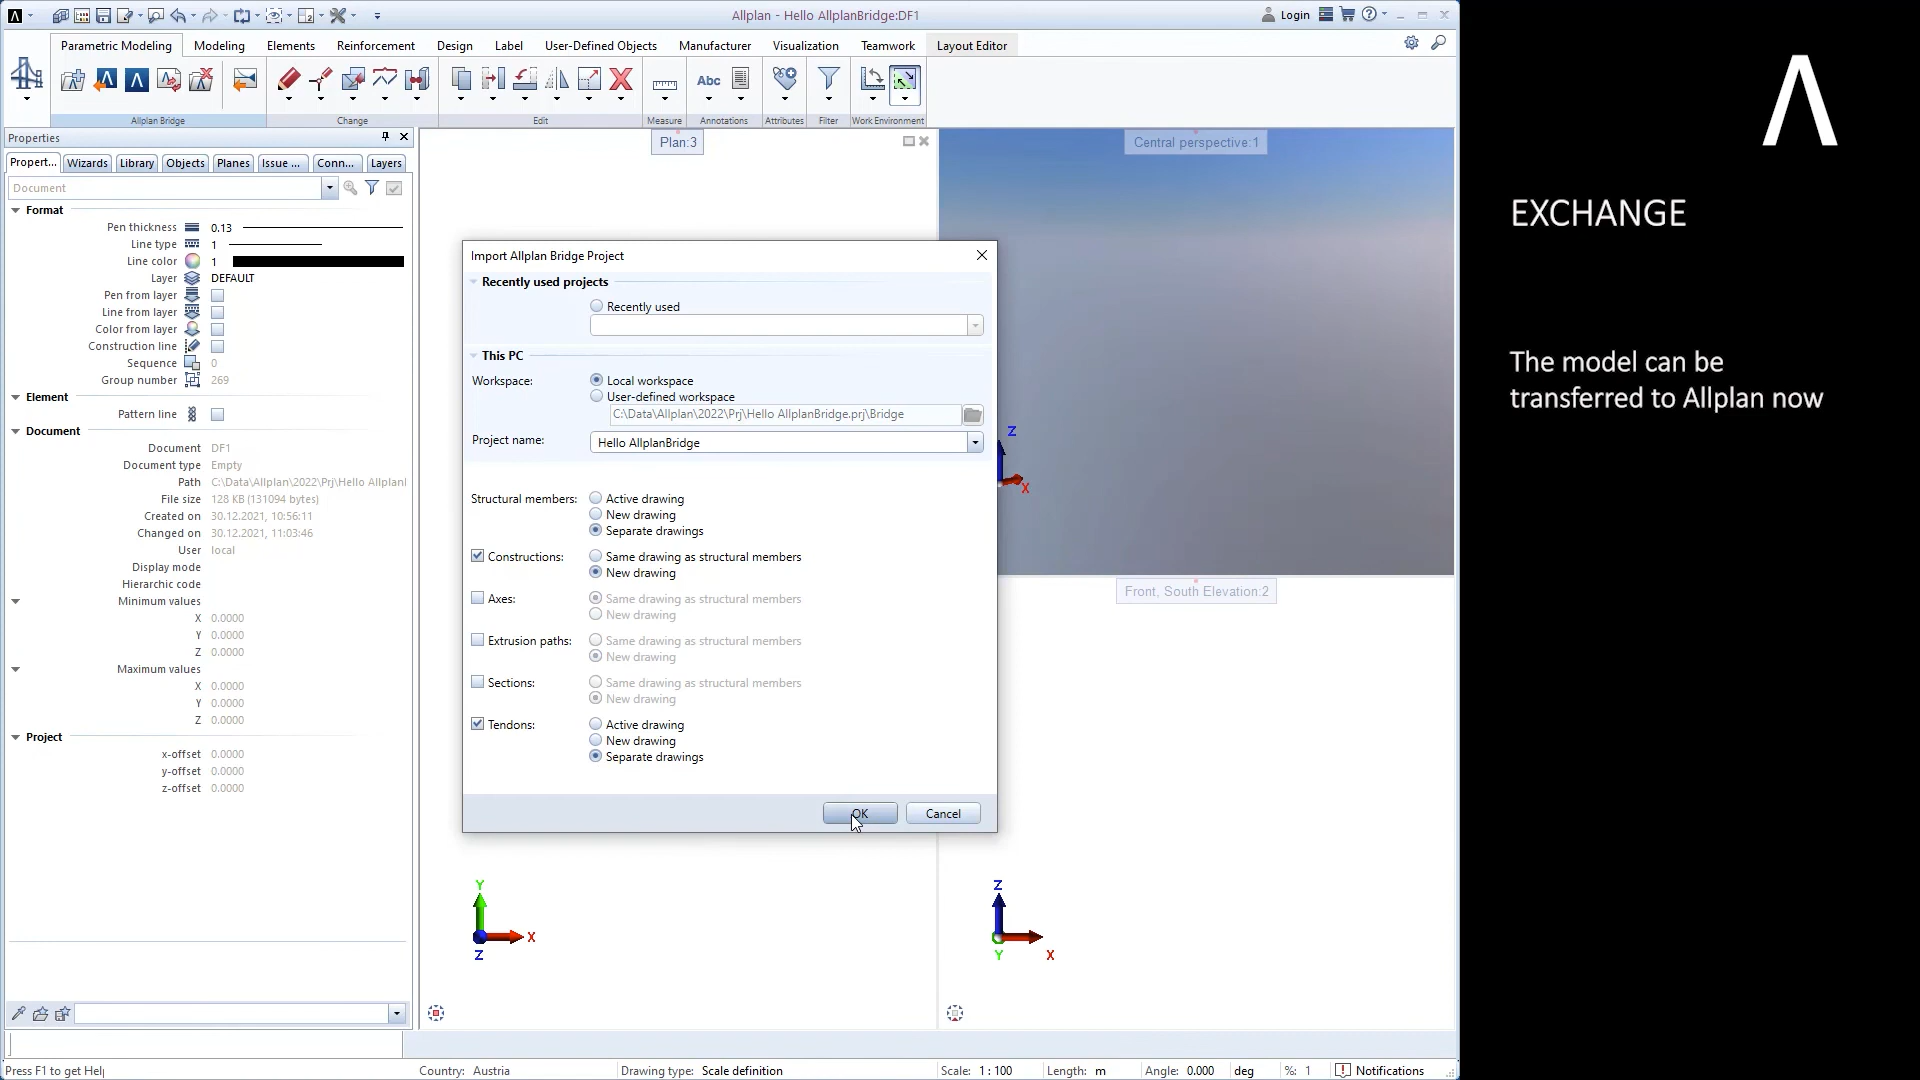 Allplan - Hello AllplanBridge:DF1
Login
Parametric Modeling
Modeling
Elements
Reinforcement
Design
Label
User-Defined Objects
Manufacturer
Visualization
Teamwork
Layout Editor
Abc
Allplan Bridge
Change
Edit
Measure
Annotations
Attributes
Filter
Work Environment
Properties
Propert...
Wizards
Library
Objects
Planes
Issue ...
Conn...
Layers
Document
Format
Pen thickness 0.13
Line type 1
Line color 1
Layer DEFAULT
Pen from layer
Line from layer
Color from layer
Construction line
Sequence 0
Group number 269
Element
Pattern line
Document
Document DF1
Document type Empty
Path C:\Data\Allplan\2022\Prj\Hello Allplanl
File size 128 KB (131094 bytes)
Created on 30.12.2021, 10:56:11
Changed on 30.12.2021, 11:03:46
User local
Display mode
Hierarchic code
Minimum values
X 0.0000
Y 0.0000
Z 0.0000
Maximum values
X 0.0000
Y 0.0000
Z 0.0000
Project
x-offset 0.0000
y-offset 0.0000
z-offset 0.0000
Plan:3
Central perspective:1
Front, South Elevation:2
Import Allplan Bridge Project
Recently used projects
Recently used
This PC
Workspace:
Local workspace
User-defined workspace
C:\Data\Allplan\2022\Prj\Hello AllplanBridge.prj\Bridge
Project name: Hello AllplanBridge
Structural members: Active drawing
New drawing
Separate drawings
Constructions: Same drawing as structural members
New drawing
Axes: Same drawing as structural members
New drawing
Extrusion paths: Same drawing as structural members
New drawing
Sections: Same drawing as structural members
New drawing
Tendons: Active drawing
New drawing
Separate drawings
OK
Cancel
Z
X
Y
X
Z
Z
Y
X
Press F1 to get Hel
Country: Austria
Drawing type: Scale definition
Scale: 1 : 100
Length: m
Angle: 0.000 deg
%: 1
Notifications
EXCHANGE
The model can be
transferred to Allplan now